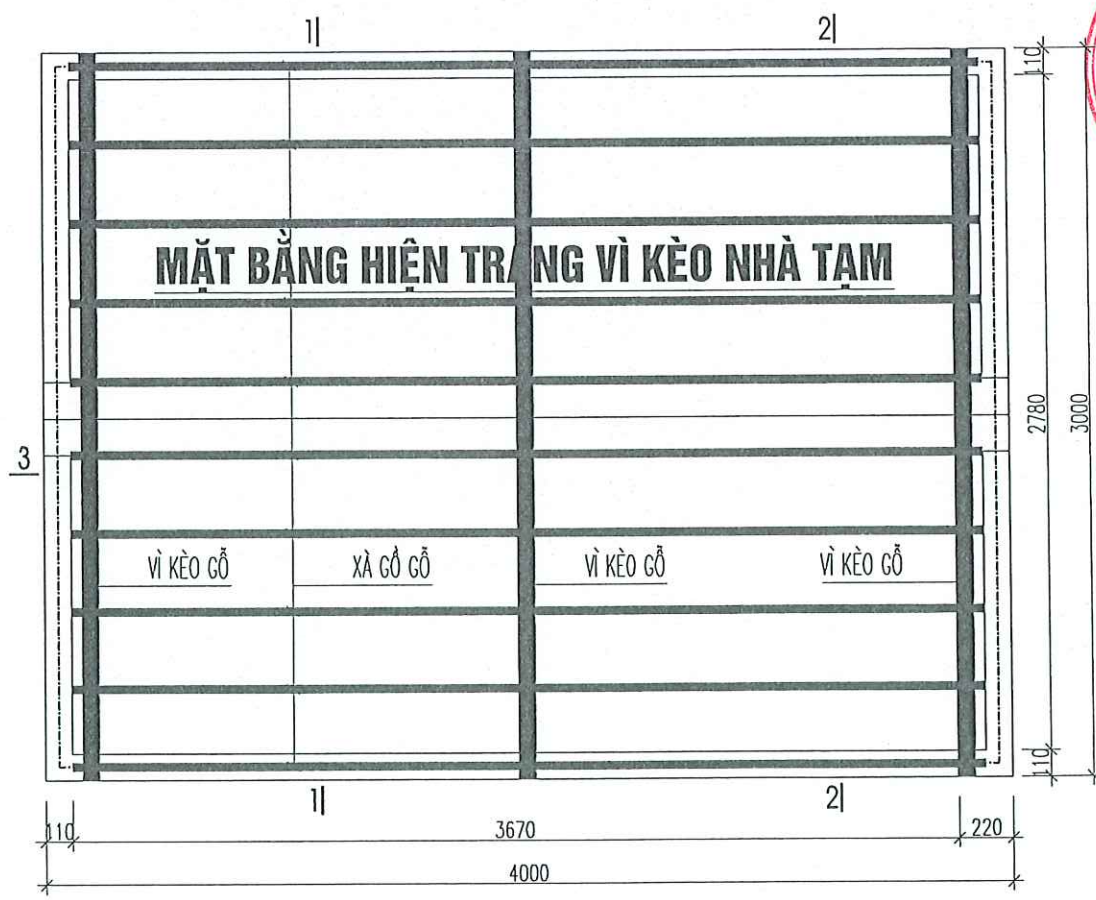 1 2
110
MẶT BẰNG HIỆN TRẠNG VÌ KÈO NHÀ TẠM
2780
3000
3
VÌ KÈO GỖ XÀ GỒ GỖ VÌ KÈO GỖ VÌ KÈO GỖ
110
1 2
110 3670 220
4000